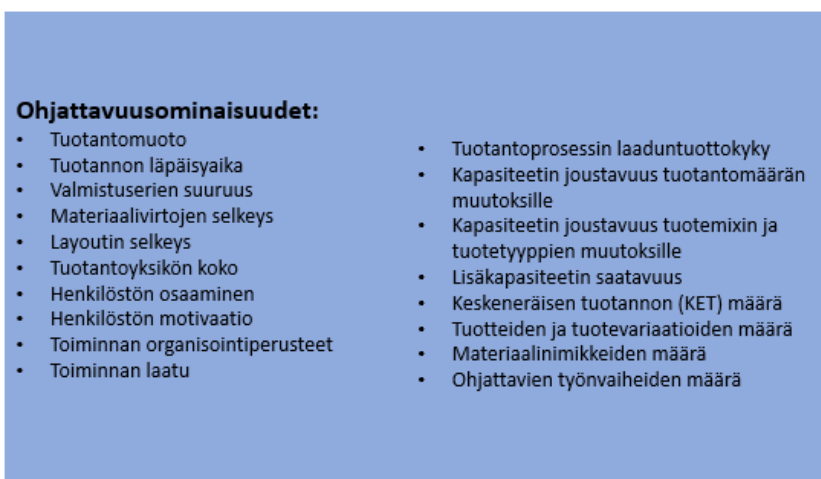 Ohjattavuusominaisuudet:
• Tuotantomuoto
• Tuotannon läpäisyaika
• Valmistuserien suuruus
• Materiaalivirtojen selkeys
• Layoutin selkeys
• Tuotantoyksikön koko
• Henkilöstön osaaminen
• Henkilöstön motivaatio
• Toiminnan organisointiperusteet
• Toiminnan laatu
• Tuotantoprosessin laaduntuottokyky
• Kapasiteetin joustavuus tuotantomäärän
muutoksille
• Kapasiteetin joustavuus tuotemixin ja
tuotetyyppien muutoksille
• Lisäkapasiteetin saatavuus
• Keskeneräisen tuotannon (KET) määrä
• Tuotteiden ja tuotevariaatioiden määrä
• Materiaalinimikkeiden määrä
• Ohjattavien työnvaiheiden määrä